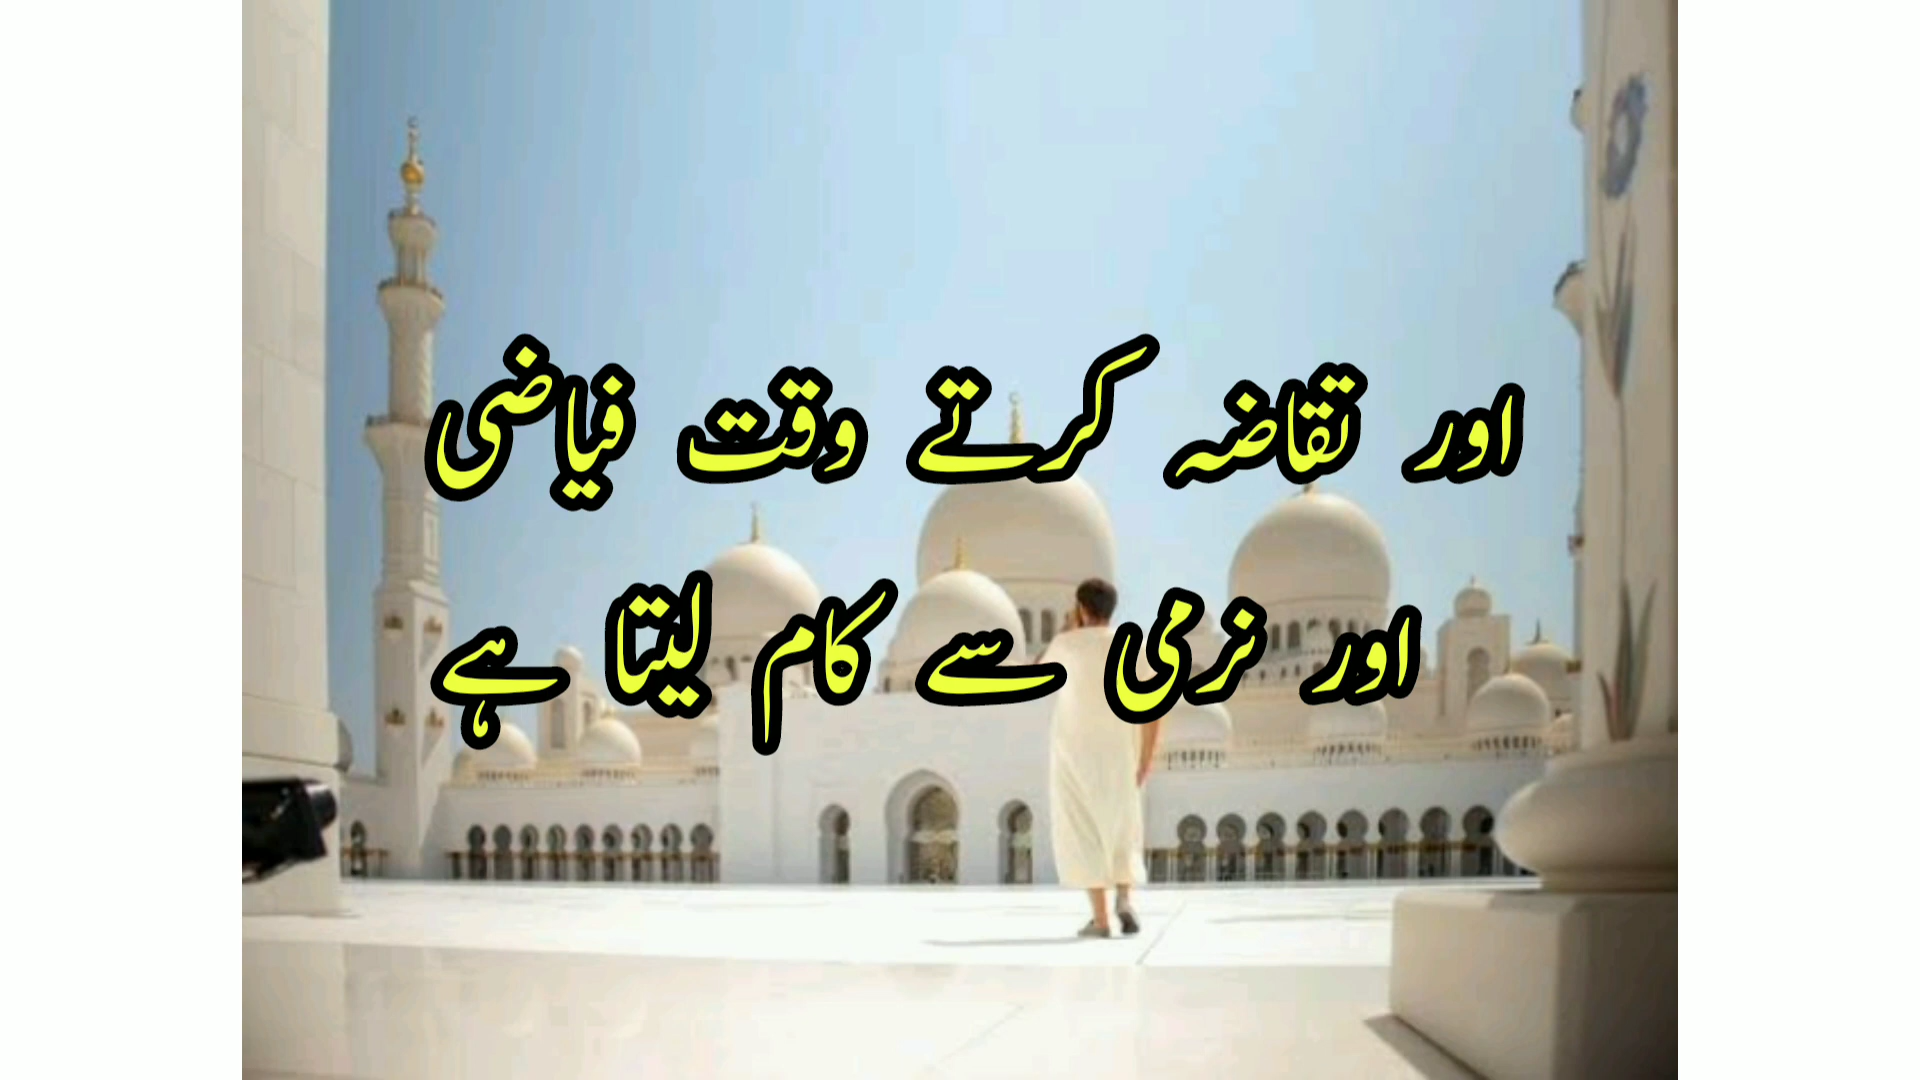 اور تقاضہ کرتے وقت فیاضی
اور نرمی سے کام لیتا ہے